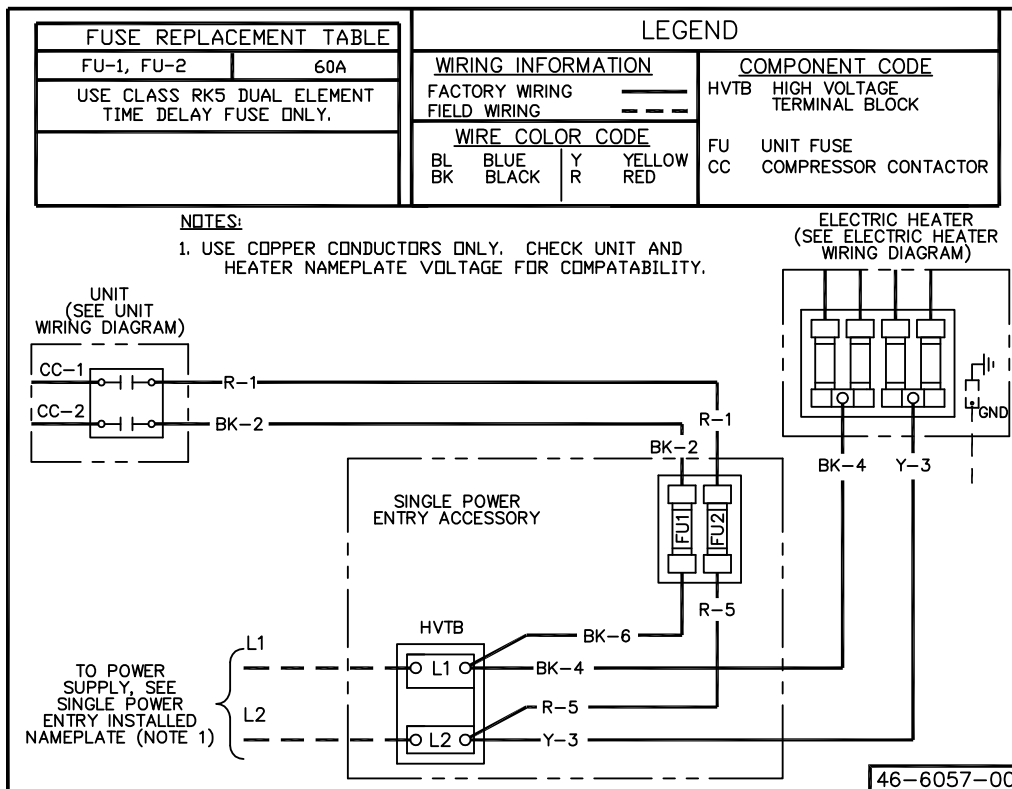 FUSE REPLACEMENT TABLE
FU-1, FU-2 60A
USE CLASS RK5 DUAL ELEMENT
TIME DELAY FUSE ONLY.
LEGEND
WIRING INFORMATION
FACTORY WIRING
FIELD WIRING
WIRE COLOR CODE
BL BLUE Y YELLOW
BK BLACK R RED
COMPONENT CODE
HVTB HIGH VOLTAGE
TERMINAL BLOCK
FU UNIT FUSE
CC COMPRESSOR CONTACTOR
NOTES:
1. USE COPPER CONDUCTORS ONLY. CHECK UNIT AND
HEATER NAMEPLATE VOLTAGE FOR COMPATABILITY.
ELECTRIC HEATER
(SEE ELECTRIC HEATER
WIRING DIAGRAM)
UNIT
(SEE UNIT
WIRING DIAGRAM)
CC-1
R-1
CC-2
BK-2
R-1
BK-2
GND
BK-4 Y-3
SINGLE POWER
ENTRY ACCESSORY
FU1
FU2
R-5
HVTB
BK-6
L1
L1
BK-4
TO POWER
SUPPLY, SEE
SINGLE POWER
ENTRY INSTALLED
NAMEPLATE (NOTE 1)
L2
R-5
L2
Y-3
46-6057-00